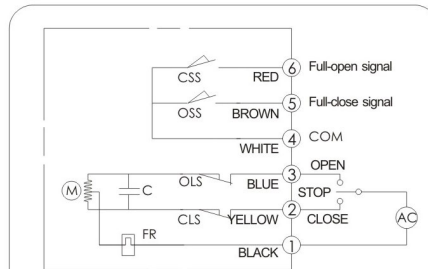 CSS RED 6 Full-open signal
OSS BROWN 5 Full-close signal
WHITE 4 COM
OLS BLUE 3 OPEN
M C STOP
CLS YELLOW 2 CLOSE
AC
FR BLACK 1